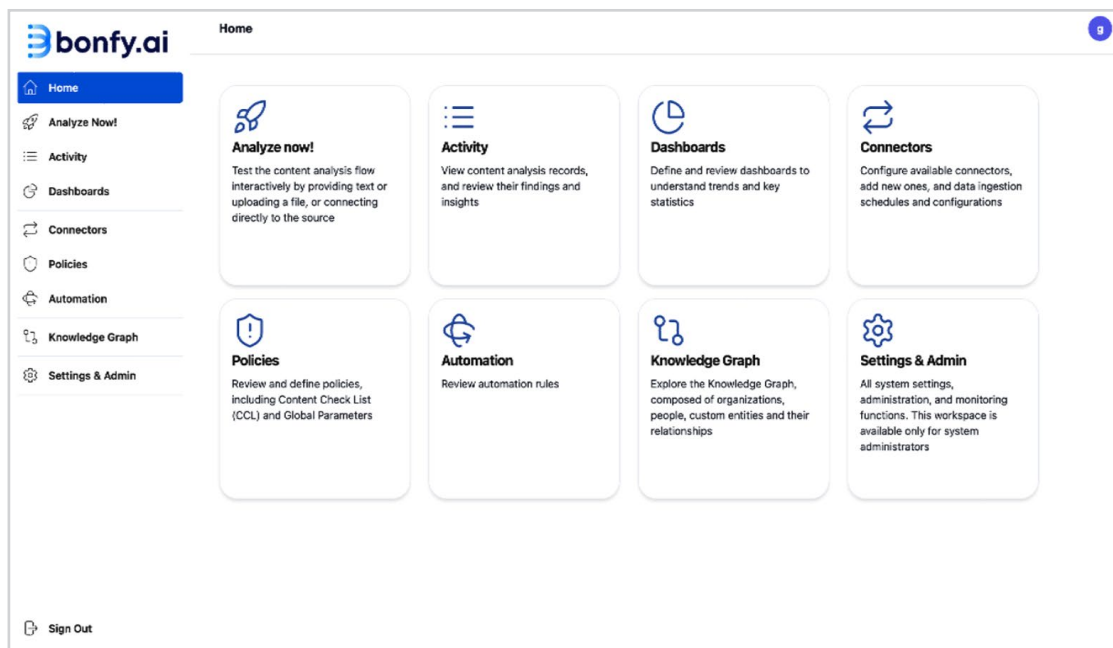 bonfy.ai
Home
g
Home
Analyze Now!
Activity
Dashboards
Connectors
Policies
Automation
Knowledge Graph
Settings & Admin
Sign Out
Analyze now!
Test the content analysis flow
interactively by providing text or
uploading a file, or connecting
directly to the source
Activity
View content analysis records,
and review their findings and
insights
Dashboards
Define and review dashboards to
understand trends and key
statistics
Connectors
Configure available connectors,
add new ones, and data ingestion
schedules and configurations
Policies
Review and define policies,
including Content Check List
(CCL) and Global Parameters
Automation
Review automation rules
Knowledge Graph
Explore the Knowledge Graph,
composed of organizations,
people, custom entities and their
relationships
Settings & Admin
All system settings,
administration, and monitoring
functions. This workspace is
available only for system
administrators